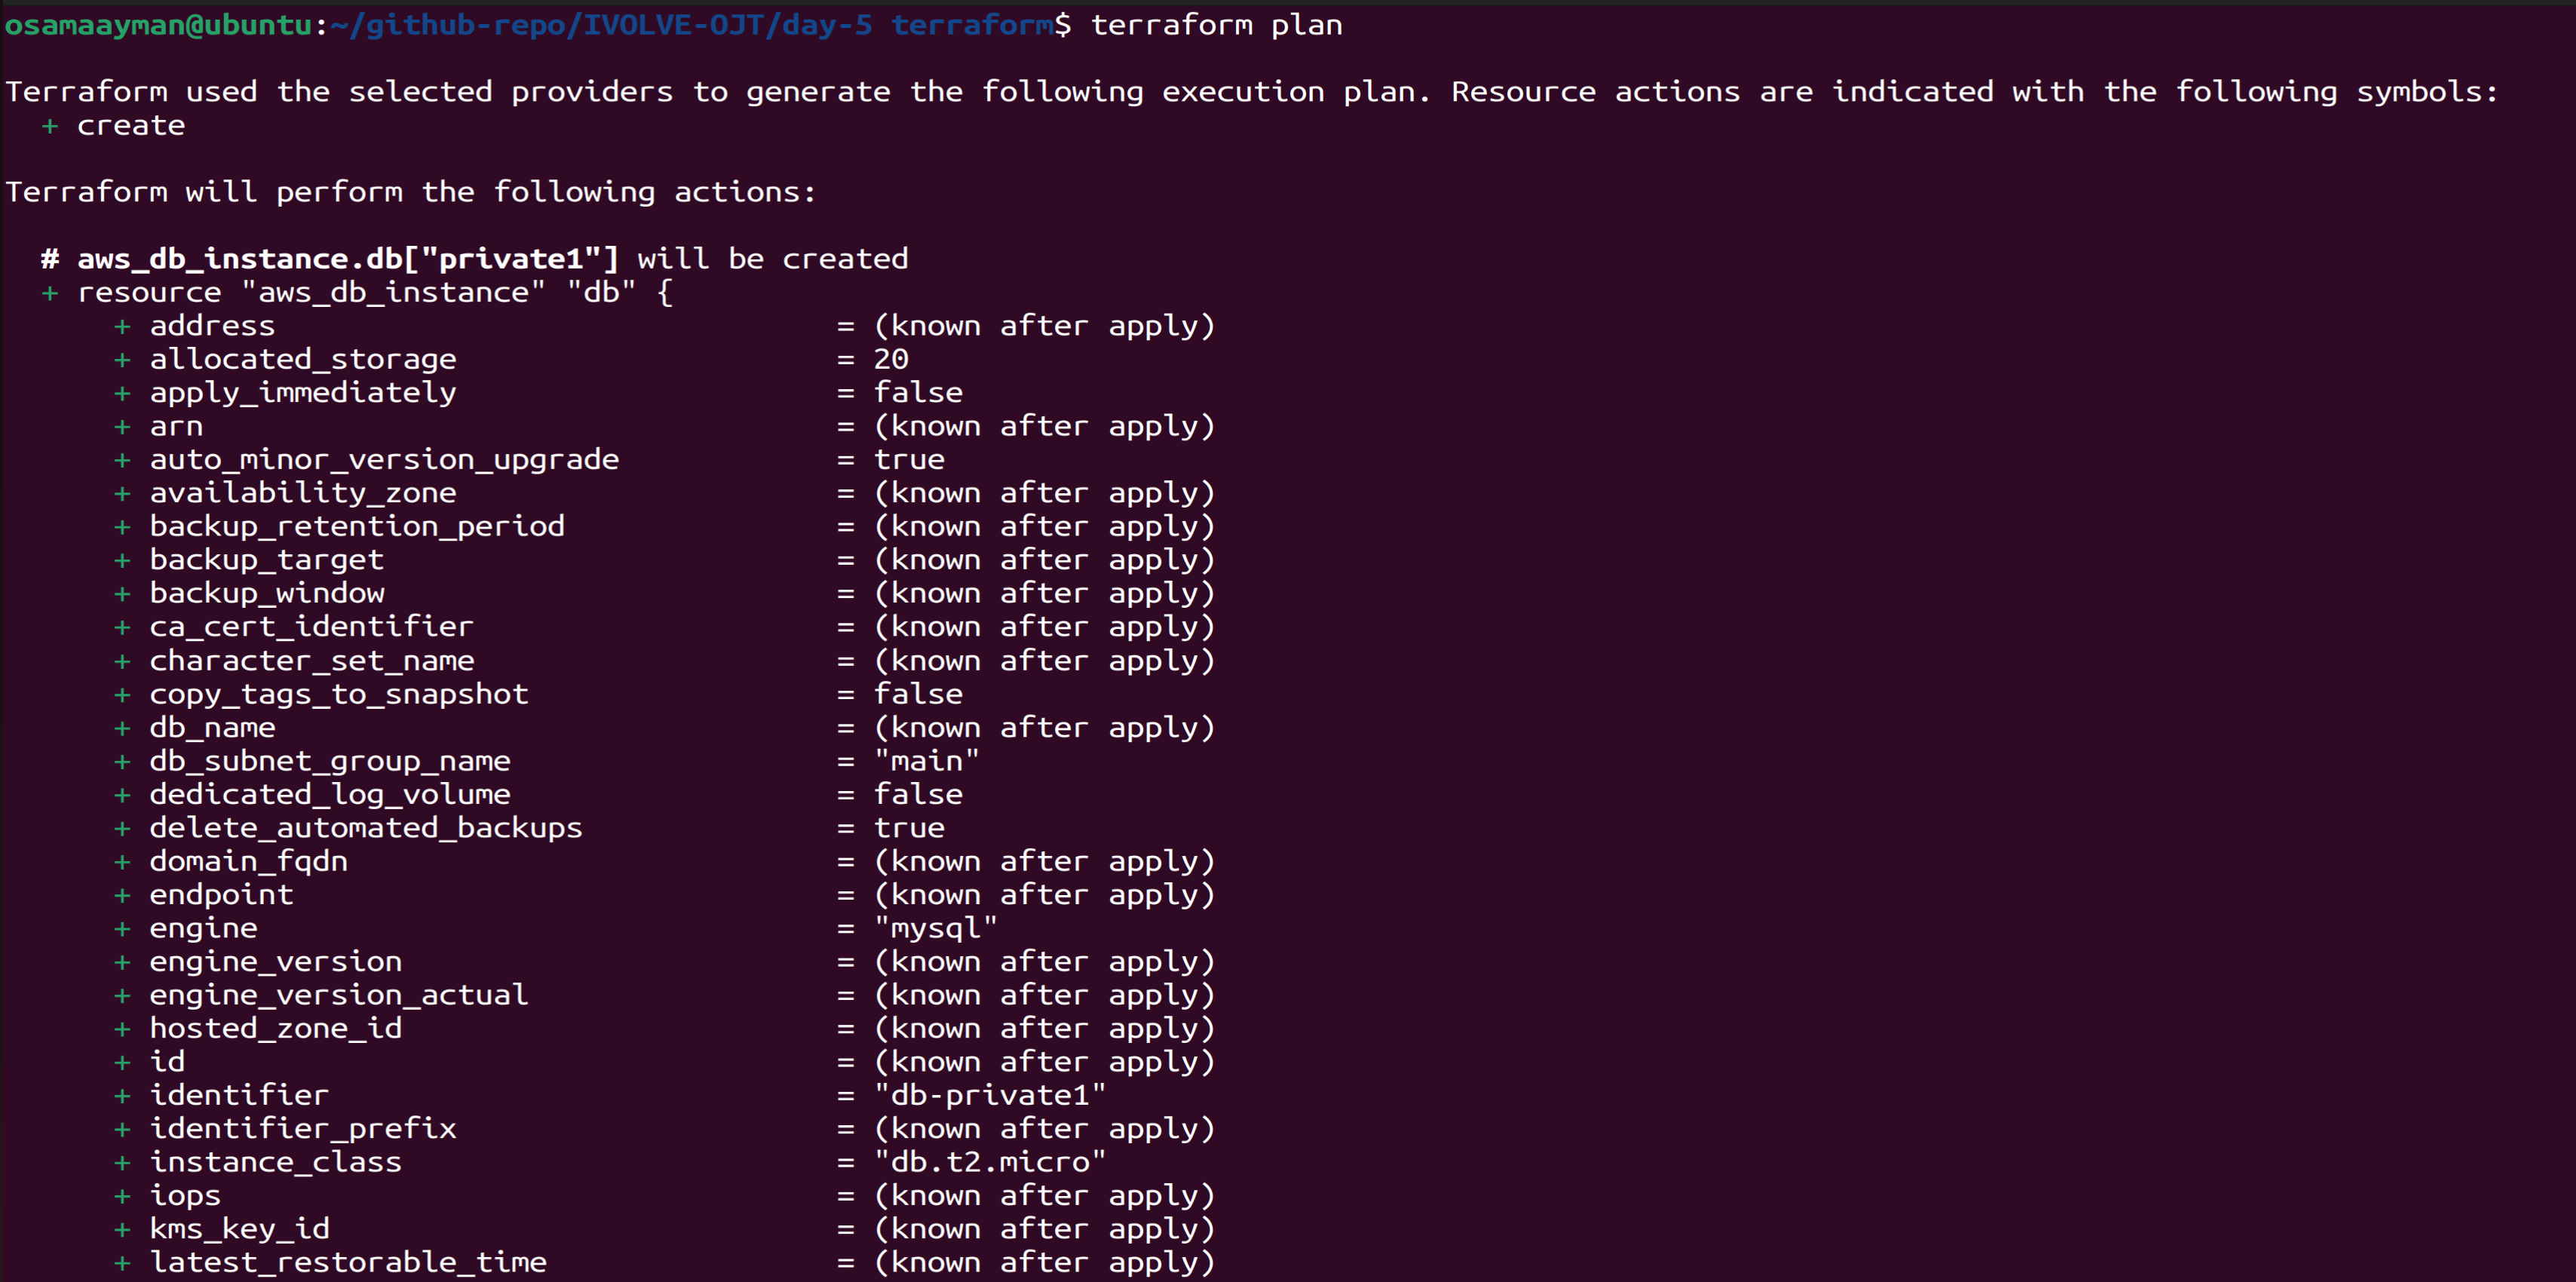 osamaayman@ubuntu:~/github-repo/IVOLVE-OJT/day-5 terraform$ terraform plan
Terraform used the selected providers to generate the following execution plan. Resource actions are indicated with the following symbols:
+ create
Terraform will perform the following actions:
# aws_db_instance.db["private1"] will be created
+ resource "aws_db_instance" "db" {
+ address = (known after apply)
+ allocated_storage = 20
+ apply_immediately = false
+ arn = (known after apply)
+ auto_minor_version_upgrade = true
+ availability_zone = (known after apply)
+ backup_retention_period = (known after apply)
+ backup_target = (known after apply)
+ backup_window = (known after apply)
+ ca_cert_identifier = (known after apply)
+ character_set_name = (known after apply)
+ copy_tags_to_snapshot = false
+ db_name = (known after apply)
+ db_subnet_group_name = "main"
+ dedicated_log_volume = false
+ delete_automated_backups = true
+ domain_fqdn = (known after apply)
+ endpoint = (known after apply)
+ engine = "mysql"
+ engine_version = (known after apply)
+ engine_version_actual = (known after apply)
+ hosted_zone_id = (known after apply)
+ id = (known after apply)
+ identifier = "db-private1"
+ identifier_prefix = (known after apply)
+ instance_class = "db.t2.micro"
+ iops = (known after apply)
+ kms_key_id = (known after apply)
+ latest_restorable_time = (known after apply)